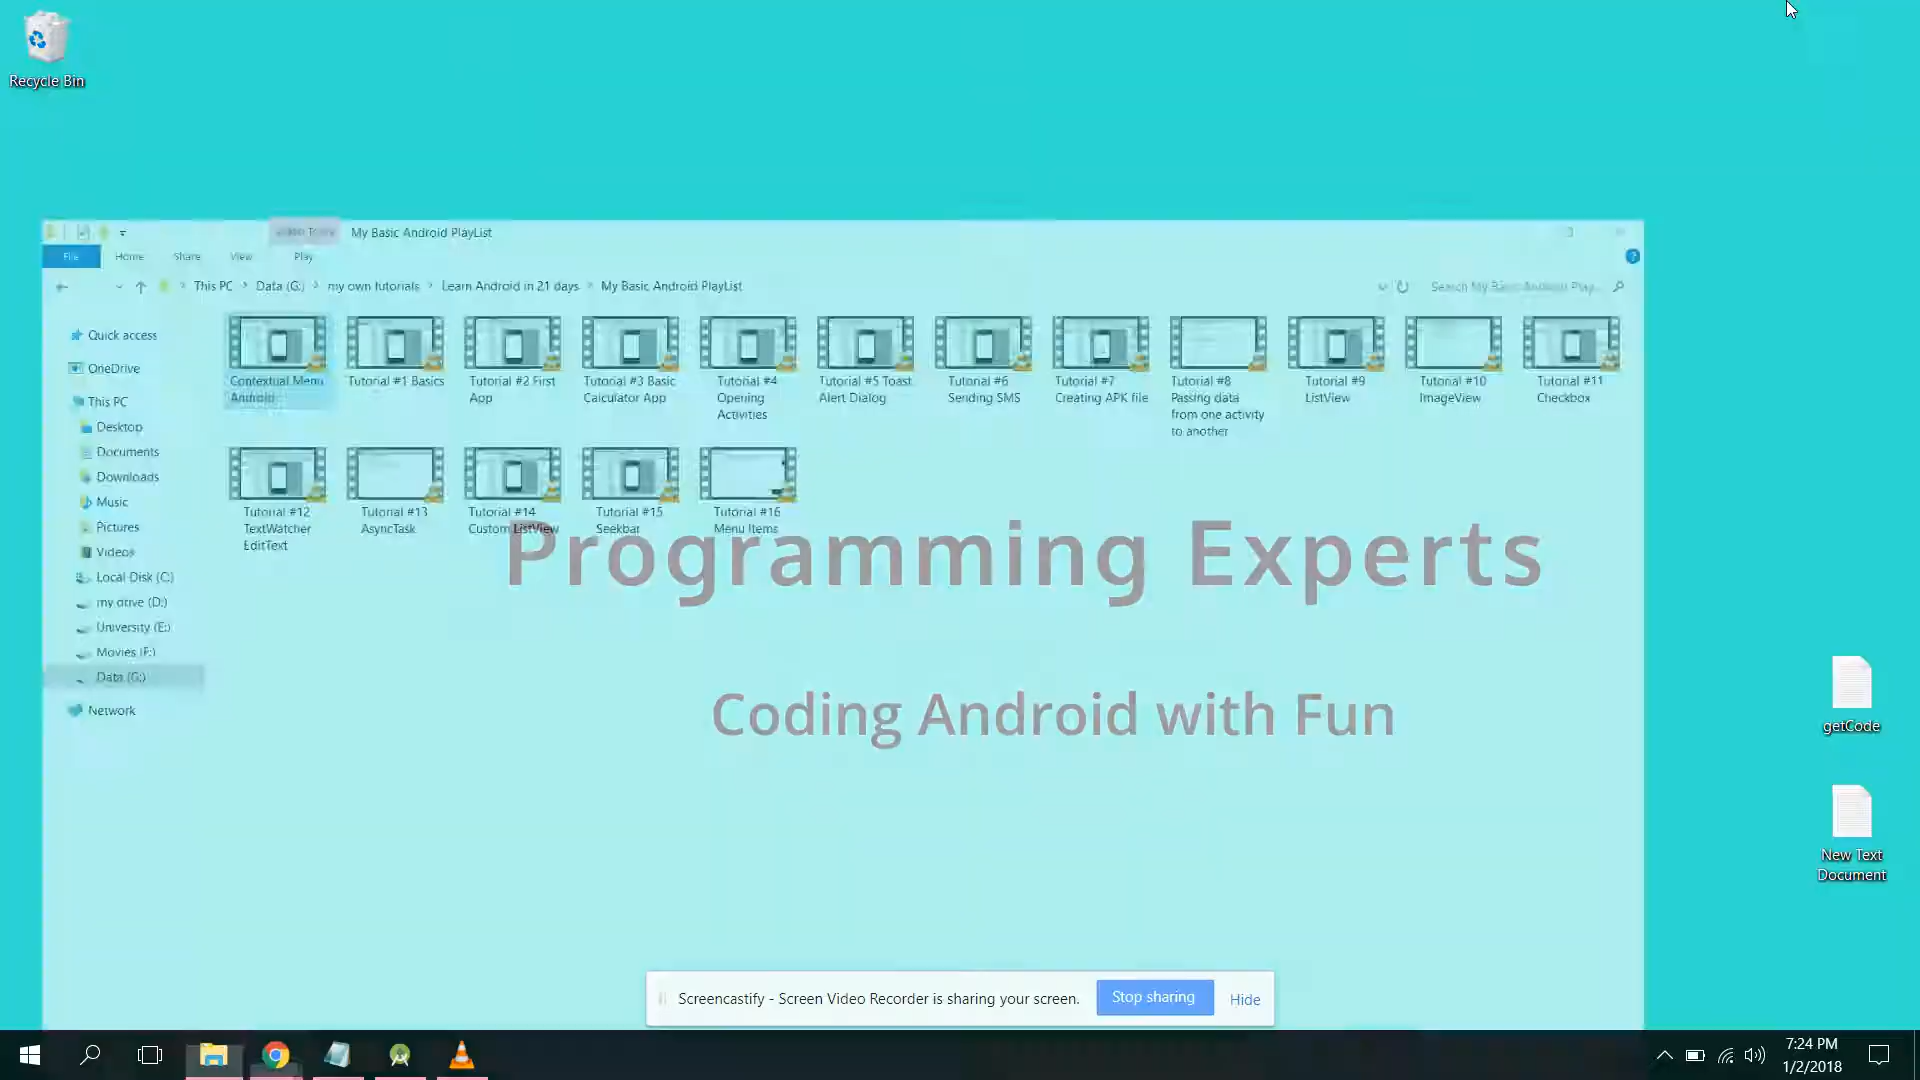 Recycle Bin
Video Tools
My Basic Android PlayList
File
Home
Share
View
Play
This PC
Data (G:)
my own tutorials
Learn Android in 21 days
My Basic Android PlayList
Search My Basic Android Play...
Quick access
OneDrive
This PC
Desktop
Documents
Downloads
Music
Pictures
Videos
Local Disk (C:)
my drive (D:)
University (E:)
Movies (F:)
Data (G:)
Network
Contextual Menu
Android
Tutorial #1 Basics
Tutorial #2 First
App
Tutorial #3 Basic
Calculator App
Tutorial #4
Opening
Activities
Tutorial #5 Toast
Alert Dialog
Tutorial #6
Sending SMS
Tutorial #7
Creating APK file
Tutorial #8
Passing data
from one activity
to another
Tutorial #9
ListView
Tutorial #10
ImageView
Tutorial #11
Checkbox
Tutorial #12
TextWatcher
EditText
Tutorial #13
AsyncTask
Tutorial #14
Custom ListView
Tutorial #15
Seekbar
Tutorial #16
Menu Items
Programming Experts
Coding Android with Fun
getCode
New Text
Document
Screencastify - Screen Video Recorder is sharing your screen.
Stop sharing
Hide
7:24 PM
1/2/2018